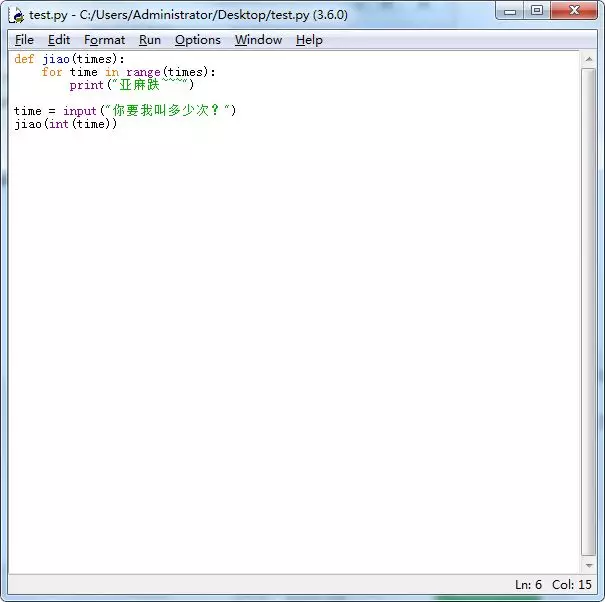 test.py - C:/Users/Administrator/Desktop/test.py (3.6.0)
File Edit Format Run Options Window Help
def jiao(times):
    for time in range(times):
        print("亚麻跌~~~")
time = input("你要我叫多少次？")
jiao(int(time))
Ln: 6 Col: 15